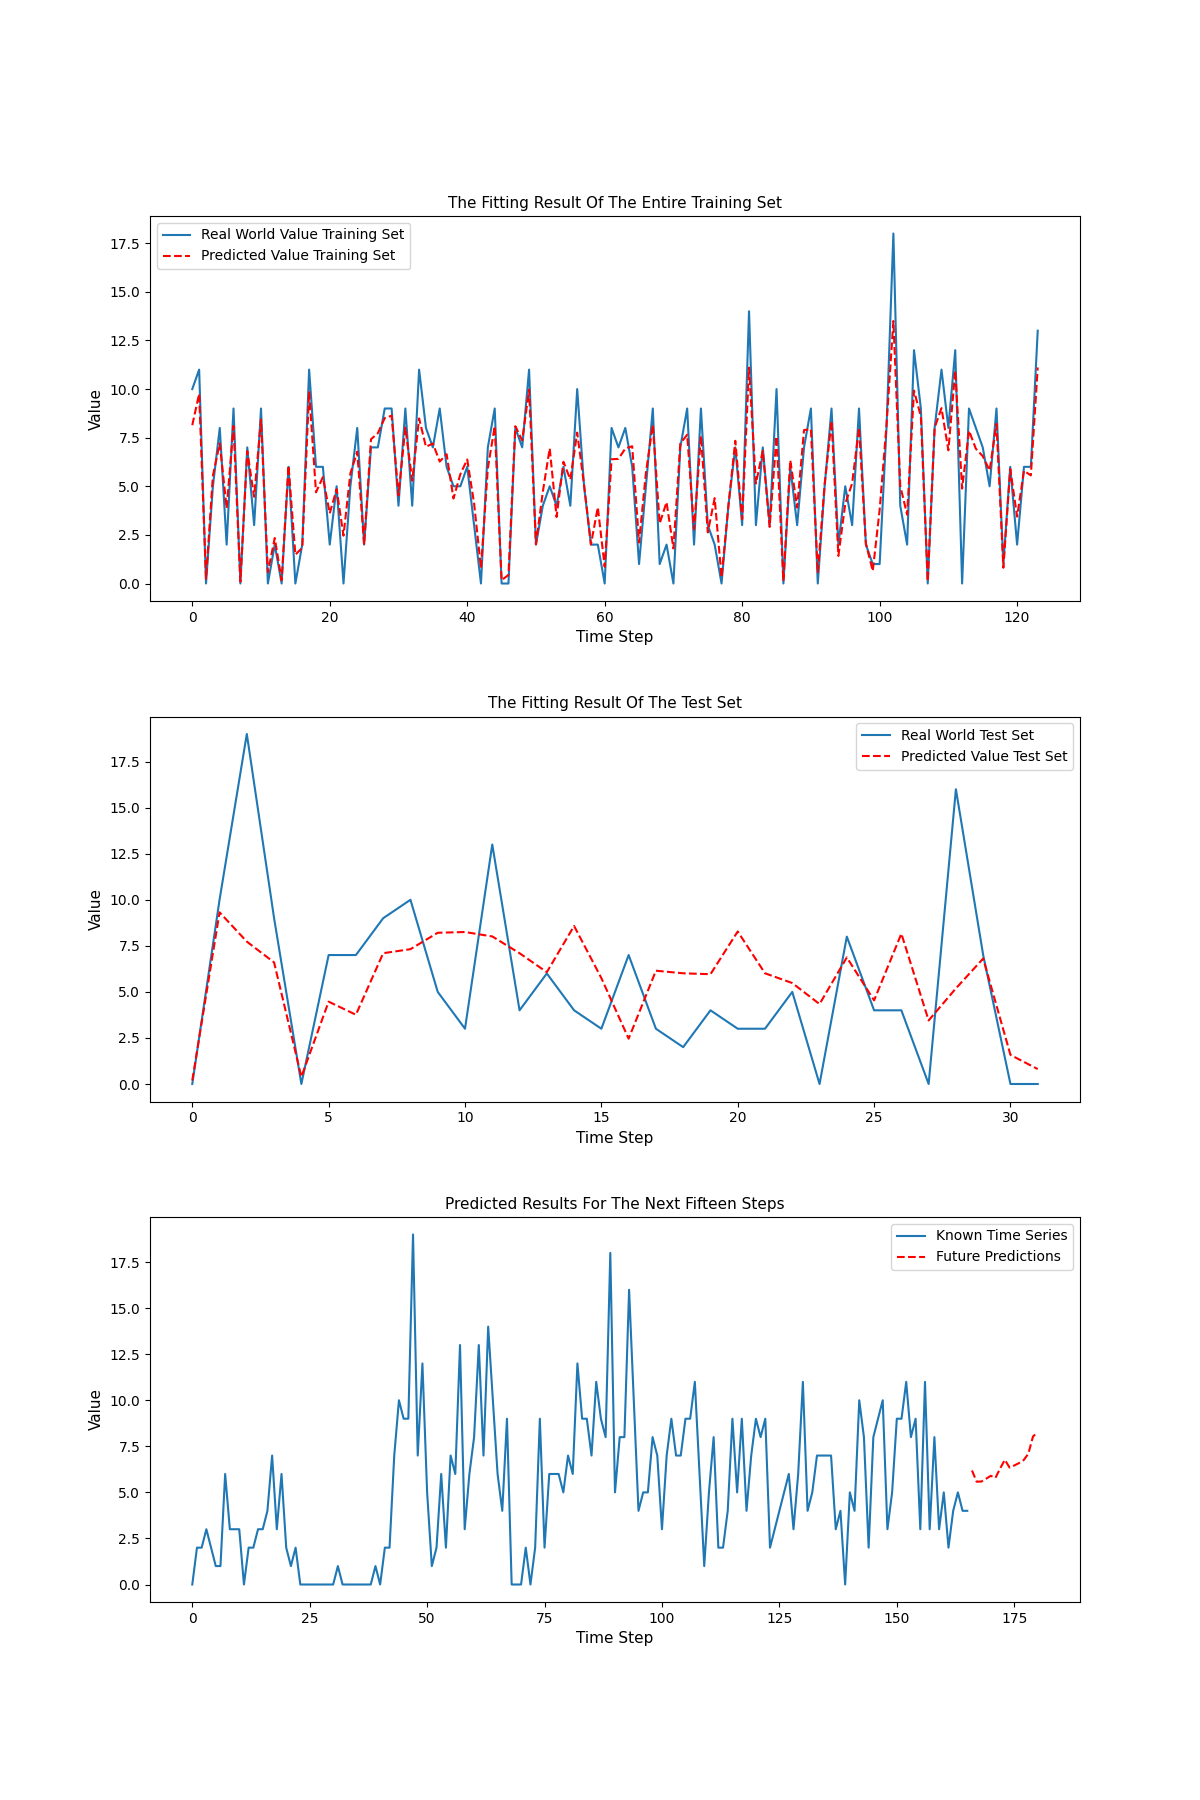 The Fitting Result Of The Entire Training Set
Real World Value Training Set
Predicted Value Training Set
Value
17.5
15.0
12.5
10.0
7.5
5.0
2.5
0.0
0 20 40 60 80 100 120
Time Step
The Fitting Result Of The Test Set
Real World Test Set
Predicted Value Test Set
Value
17.5
15.0
12.5
10.0
7.5
5.0
2.5
0.0
0 5 10 15 20 25 30
Time Step
Predicted Results For The Next Fifteen Steps
Known Time Series
Future Predictions
Value
17.5
15.0
12.5
10.0
7.5
5.0
2.5
0.0
0 25 50 75 100 125 150 175
Time Step